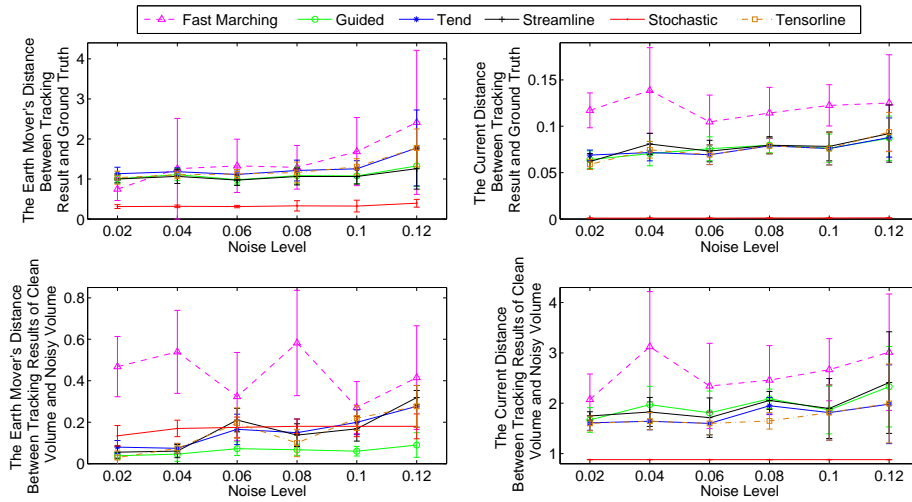 Fast Marching Guided Tend Streamline Stochastic Tensorline
The Earth Mover's Distance
Between Tracking
Result and Ground Truth
4
3
2
1
0
0.02 0.04 0.06 0.08 0.1 0.12
Noise Level
The Current Distance
Between Tracking
Result and Ground Truth
0.15
0.1
0.05
0
0.02 0.04 0.06 0.08 0.1 0.12
Noise Level
The Earth Mover's Distance
Between Tracking Results of Clean
Volume and Noisy Volume
0.8
0.6
0.4
0.2
0
0.02 0.04 0.06 0.08 0.1 0.12
Noise Level
The Current Distance
Between Tracking Results of Clean
Volume and Noisy Volume
4
3
2
1
0.02 0.04 0.06 0.08 0.1 0.12
Noise Level